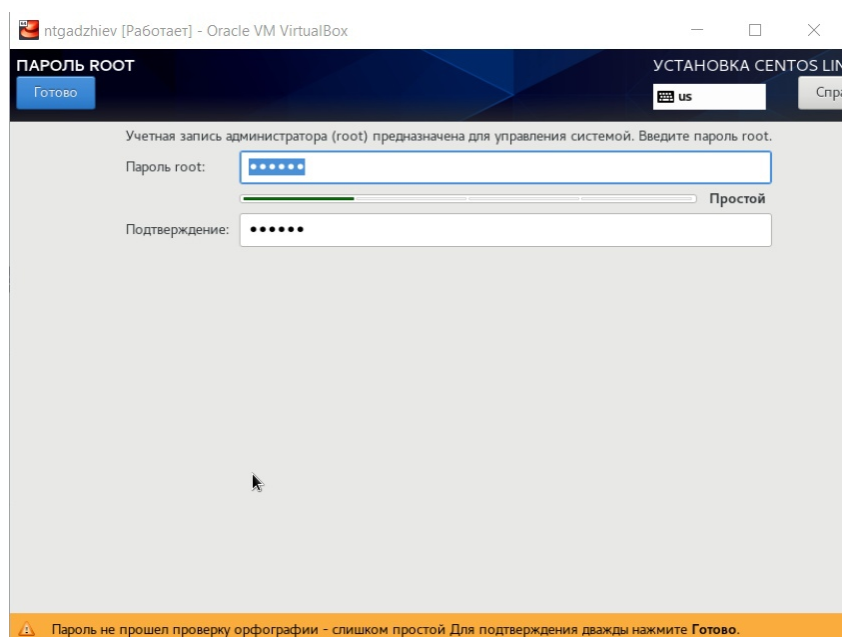 ntgadzhiev [Работает] - Oracle VM VirtualBox
ПАРОЛЬ ROOT
УСТАНОВКА CENTOS LIN
Готово
us
Спра
Учетная запись администратора (root) предназначена для управления системой. Введите пароль root.
Пароль root: ••••••
Простой
Подтверждение: ••••••
Пароль не прошел проверку орфографии - слишком простой Для подтверждения дважды нажмите Готово.